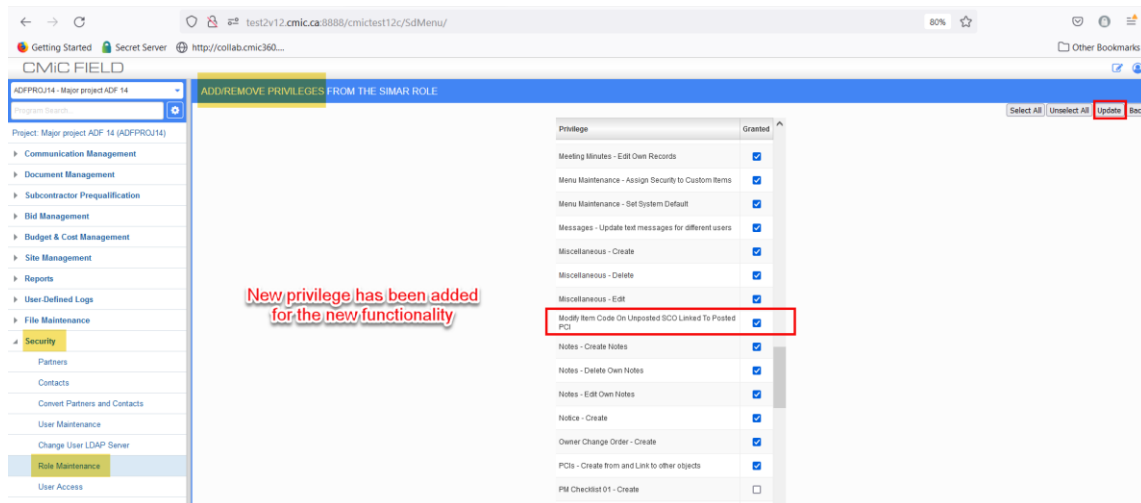 test2v12.cmic.ca:8888/cmictest12c/SdMenu/
80%
Getting Started
Secret Server
http://collab.cmic360....
Other Bookmarks
CMiC FIELD
ADFPROJ14 - Major project ADF 14
ADD/REMOVE PRIVILEGES FROM THE SIMAR ROLE
Program Search...
Select All
Unselect All
Update
Bac
Project: Major project ADF 14 (ADFPROJ14)
Communication Management
Document Management
Subcontractor Prequalification
Bid Management
Budget & Cost Management
Site Management
Reports
User-Defined Logs
File Maintenance
Security
Partners
Contacts
Convert Partners and Contacts
User Maintenance
Change User LDAP Server
Role Maintenance
User Access
New privilege has been added
for the new functionality
Privilege Granted
Meeting Minutes - Edit Own Records
Menu Maintenance - Assign Security to Custom Items
Menu Maintenance - Set System Default
Messages - Update text messages for different users
Miscellaneous - Create
Miscellaneous - Delete
Miscellaneous - Edit
Modify Item Code On Unposted SCO Linked To Posted
PCI
Notes - Create Notes
Notes - Delete Own Notes
Notes - Edit Own Notes
Notice - Create
Owner Change Order - Create
PCIs - Create from and Link to other objects
PM Checklist 01 - Create